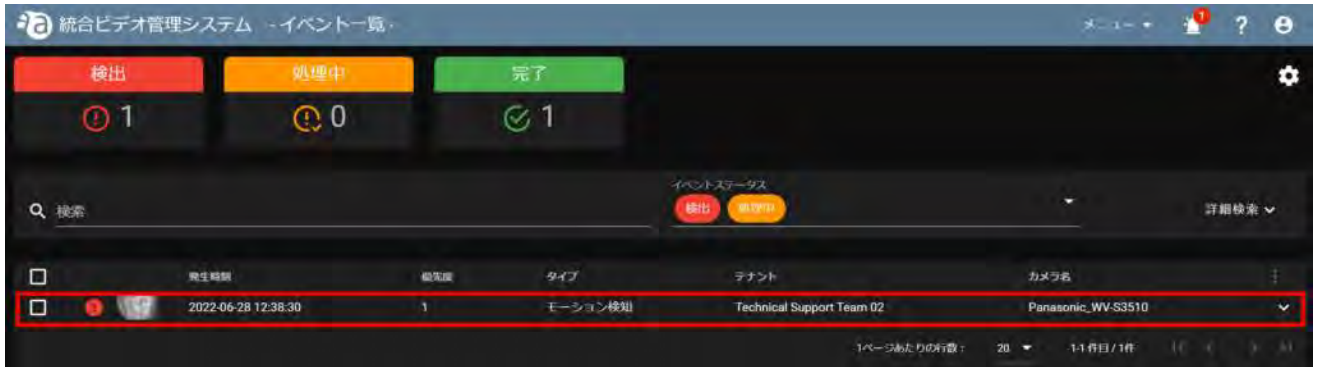 a 統合ビデオ管理システム - イベント一覧 -
メニュー 1 ?
検出 処理中 完了
1 0 1
イベントステータス
検索 検出 処理中 詳細検索
発生時刻 優先度 タイプ テナント カメラ名
2022-06-28 12:38:30 1 モーション検知 Technical Support Team 02 Panasonic_WV-S3510
1ページあたりの行数: 20 1-1 件目 / 1件